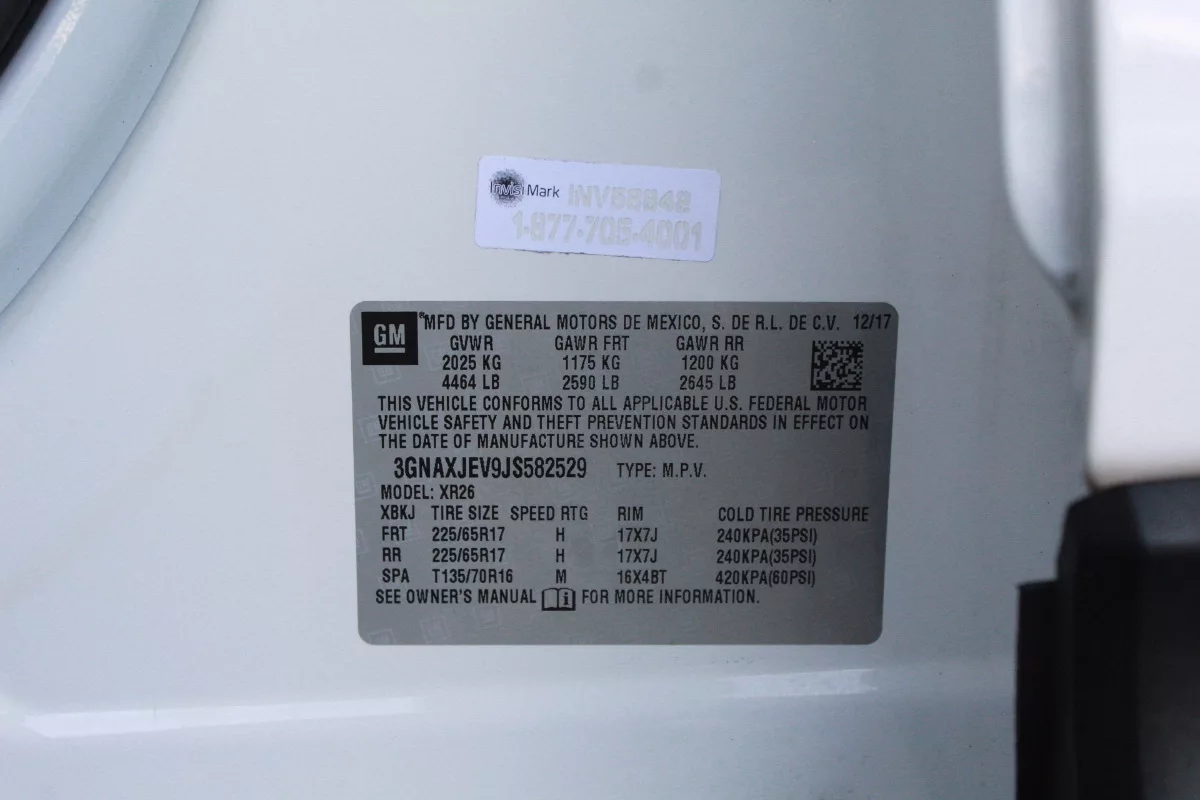 Invis Mark INV56948
1-877-705-4001
GM ®MFD BY GENERAL MOTORS DE MEXICO, S. DE R.L. DE C.V. 12/17
GVWR GAWR FRT GAWR RR
2025 KG 1175 KG 1200 KG
4464 LB 2590 LB 2645 LB
THIS VEHICLE CONFORMS TO ALL APPLICABLE U.S. FEDERAL MOTOR
VEHICLE SAFETY AND THEFT PREVENTION STANDARDS IN EFFECT ON
THE DATE OF MANUFACTURE SHOWN ABOVE.
3GNAXJEV9JS582529 TYPE: M.P.V.
MODEL: XR26
XBKJ TIRE SIZE SPEED RTG RIM COLD TIRE PRESSURE
FRT 225/65R17 H 17X7J 240KPA(35PSI)
RR 225/65R17 H 17X7J 240KPA(35PSI)
SPA T135/70R16 M 16X4BT 420KPA(60PSI)
SEE OWNER'S MANUAL i FOR MORE INFORMATION.